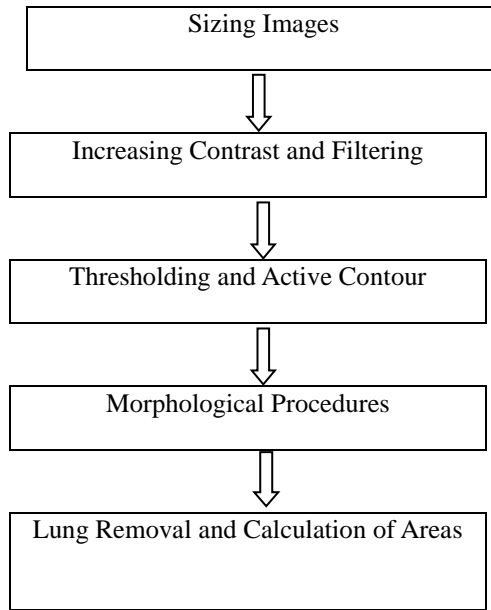 Sizing Images
Increasing Contrast and Filtering
Thresholding and Active Contour
Morphological Procedures
Lung Removal and Calculation of Areas